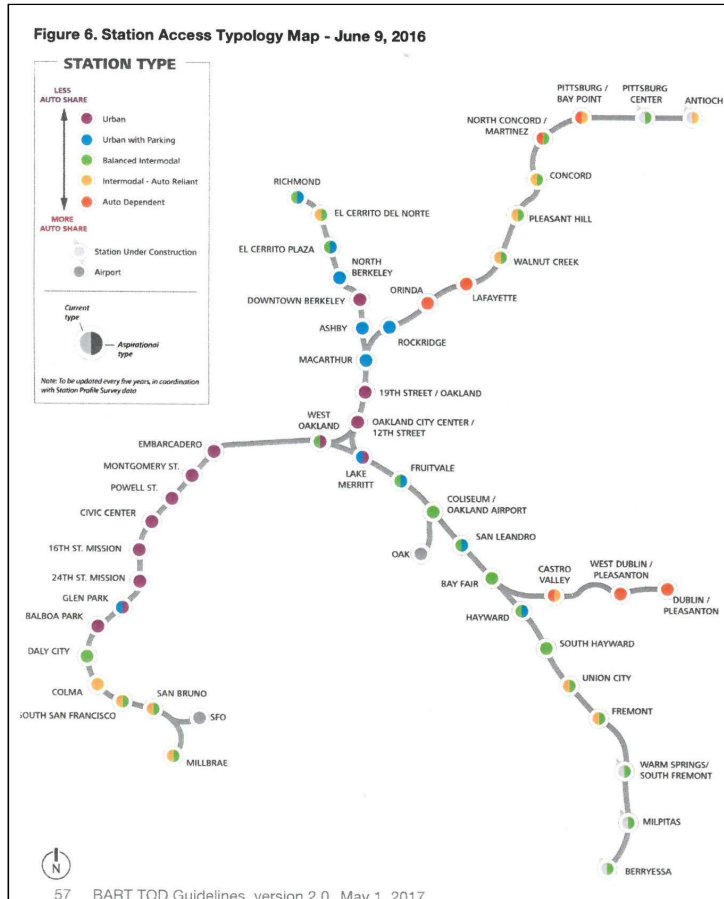 Figure 6. Station Access Typology Map - June 9, 2016
STATION TYPE
LESS
AUTO SHARE
Urban
Urban with Parking
Balanced Intermodal
Intermodal - Auto Reliant
Auto Dependent
MORE
AUTO SHARE
Station Under Construction
Airport
Current
type
Aspirational
type
Note: To be updated every five years, in coordination
with Station Profile Survey data
PITTSBURG /
BAY POINT
PITTSBURG
CENTER
ANTIOCH
NORTH CONCORD /
MARTINEZ
CONCORD
RICHMOND
EL CERRITO DEL NORTE
PLEASANT HILL
EL CERRITO PLAZA
WALNUT CREEK
NORTH
BERKELEY
ORINDA
LAFAYETTE
DOWNTOWN BERKELEY
ASHBY
ROCKRIDGE
MACARTHUR
19TH STREET / OAKLAND
WEST
OAKLAND
OAKLAND CITY CENTER /
12TH STREET
EMBARCADERO
LAKE
MERRITT
FRUITVALE
MONTGOMERY ST.
POWELL ST.
COLISEUM /
OAKLAND AIRPORT
CIVIC CENTER
SAN LEANDRO
16TH ST. MISSION
OAK
24TH ST. MISSION
BAY FAIR
CASTRO
VALLEY
WEST DUBLIN /
PLEASANTON
DUBLIN /
PLEASANTON
GLEN PARK
HAYWARD
BALBOA PARK
SOUTH HAYWARD
DALY CITY
UNION CITY
COLMA
SAN BRUNO
SOUTH SAN FRANCISCO
SFO
FREMONT
MILLBRAE
WARM SPRINGS/
SOUTH FREMONT
MILPITAS
BERRYESSA
N
57 BART TOD Guidelines, version 2.0, May 1, 2017